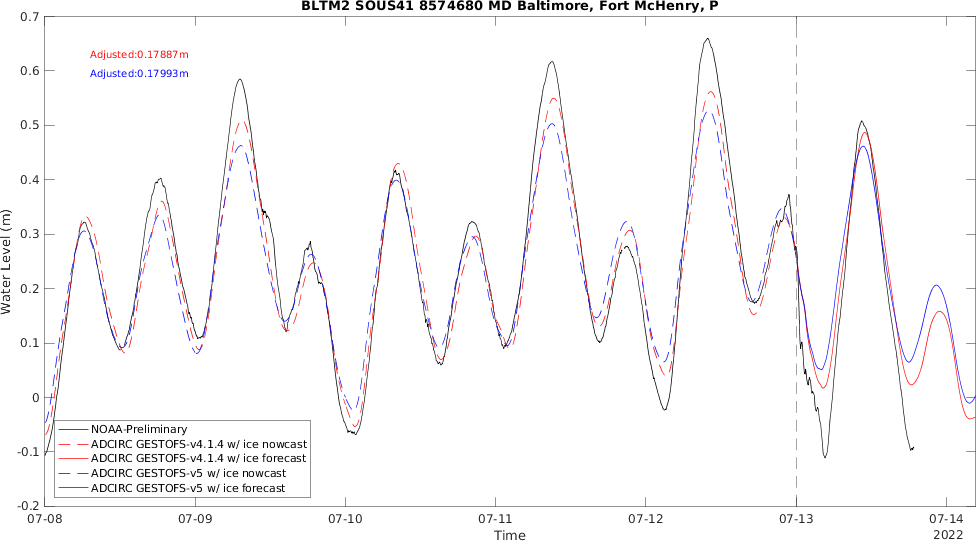 BLTM2 SOUS41 8574680 MD Baltimore, Fort McHenry, P
0.7
Adjusted:0.17887m
0.6
Adjusted:0.17993m
0.5
0.4
0.3
Water Level (m)
0.2
0.1
0
NOAA-Preliminary
ADCIRC GESTOFS-v4.1.4 w/ ice nowcast
-0.1
ADCIRC GESTOFS-v4.1.4 w/ ice forecast
ADCIRC GESTOFS-v5 w/ ice nowcast
ADCIRC GESTOFS-v5 w/ ice forecast
-0.2
07-08 07-09 07-10 07-11 07-12 07-13 07-14
Time 2022